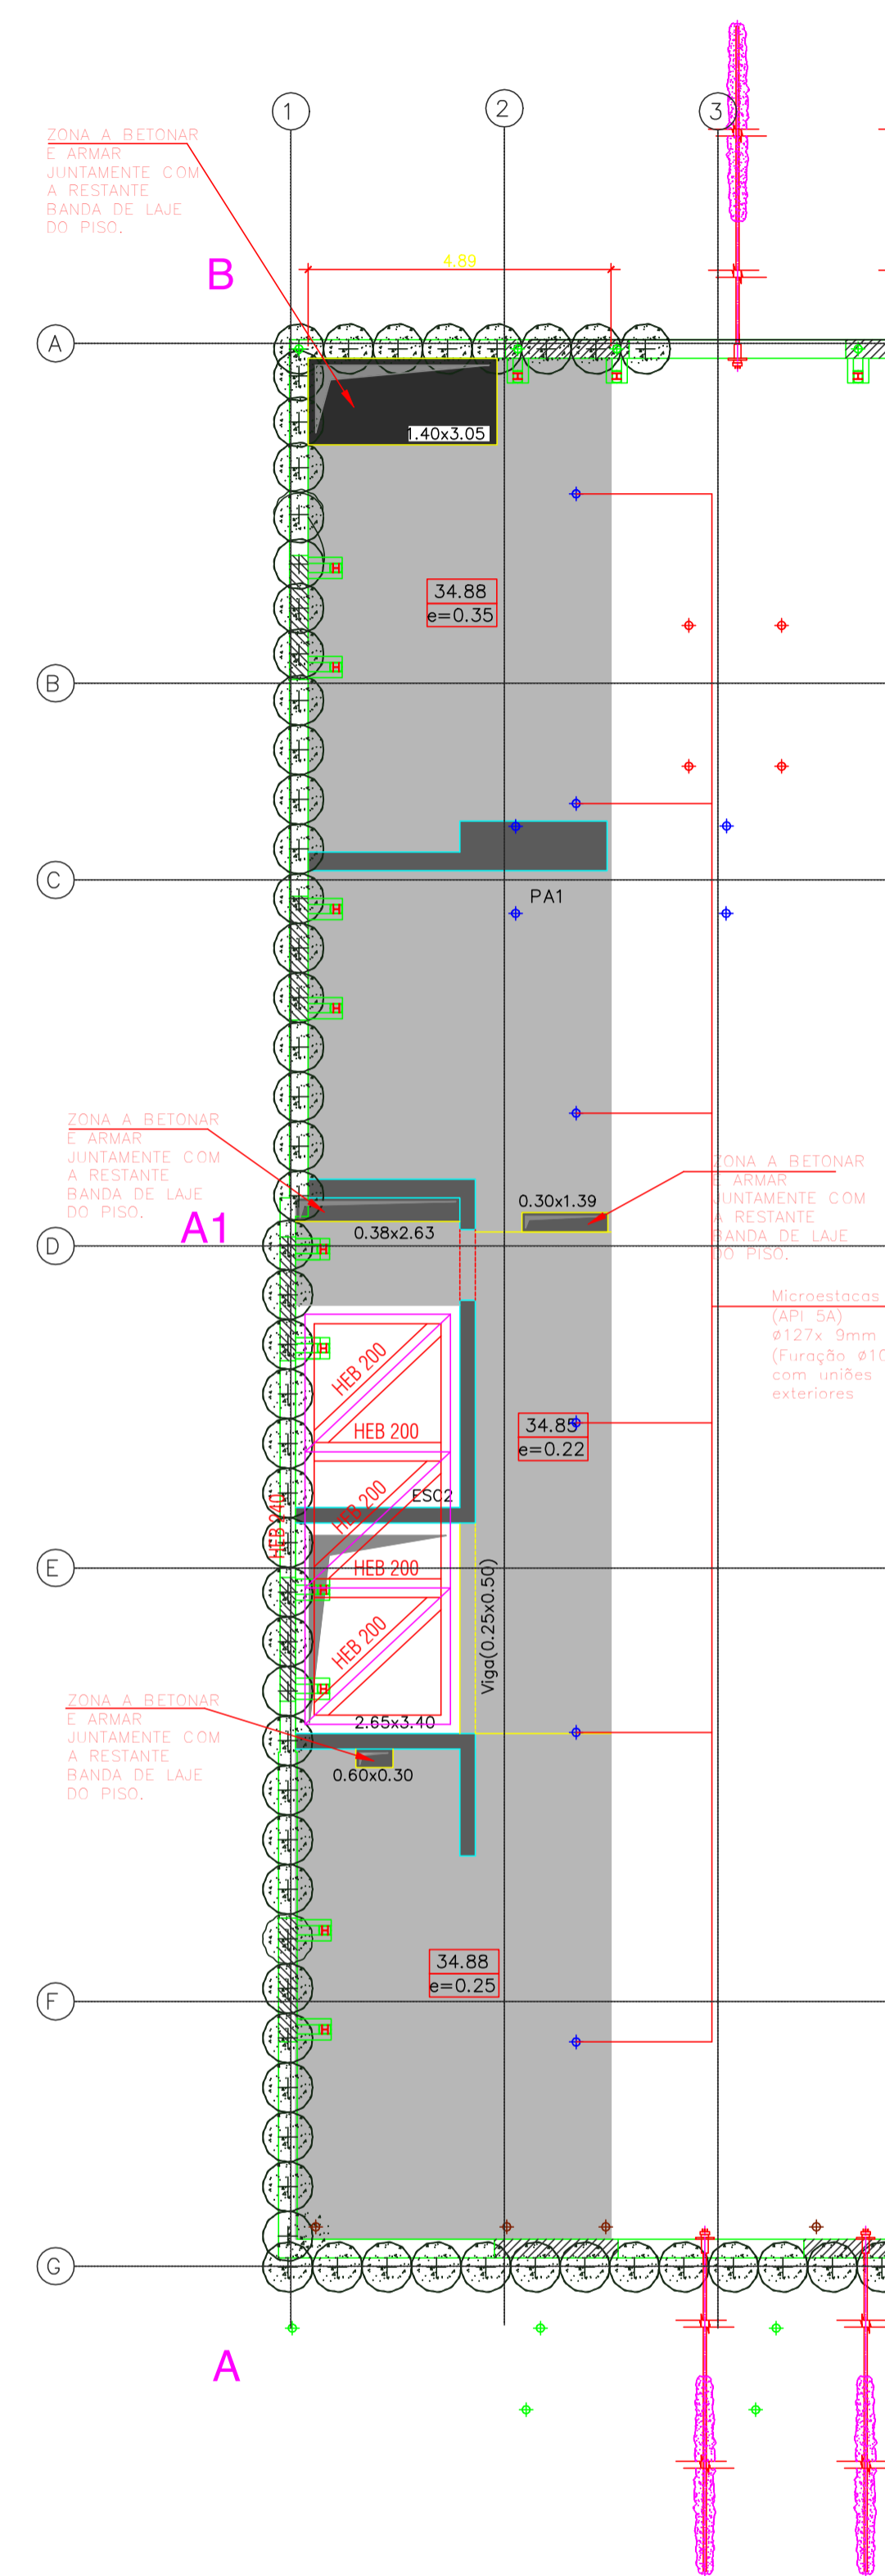 1
2
3
ZONA A BETONAR
E ARMAR
JUNTAMENTE COM
A RESTANTE
BANDA DE LAJE
DO PISO.
B
4.89
A
H
H
H
1.40x3.05
H
34.88
e=0.35
H
B
C
PA1
H
H
ZONA A BETONAR
E ARMAR
JUNTAMENTE COM
A RESTANTE
BANDA DE LAJE
DO PISO.
ZONA A BETONAR
E ARMAR
JUNTAMENTE COM
A RESTANTE
BANDA DE LAJE
DO PISO.
0.30x1.39
A1
0.38x2.63
D
H
Microestacas
(API 5A)
ø127x 9mm
(Furação ø10
com uniões
exteriores
H
HEB 200
34.85
e=0.22
HEB 200
ESC2
HEB 200
HEB 240
E
HEB 200
H
Viga(0.25x0.50)
HEB 200
H
ZONA A BETONAR
E ARMAR
JUNTAMENTE COM
A RESTANTE
BANDA DE LAJE
DO PISO.
2.65x3.40
0.60x0.30
H
34.88
e=0.25
F
H
G
A